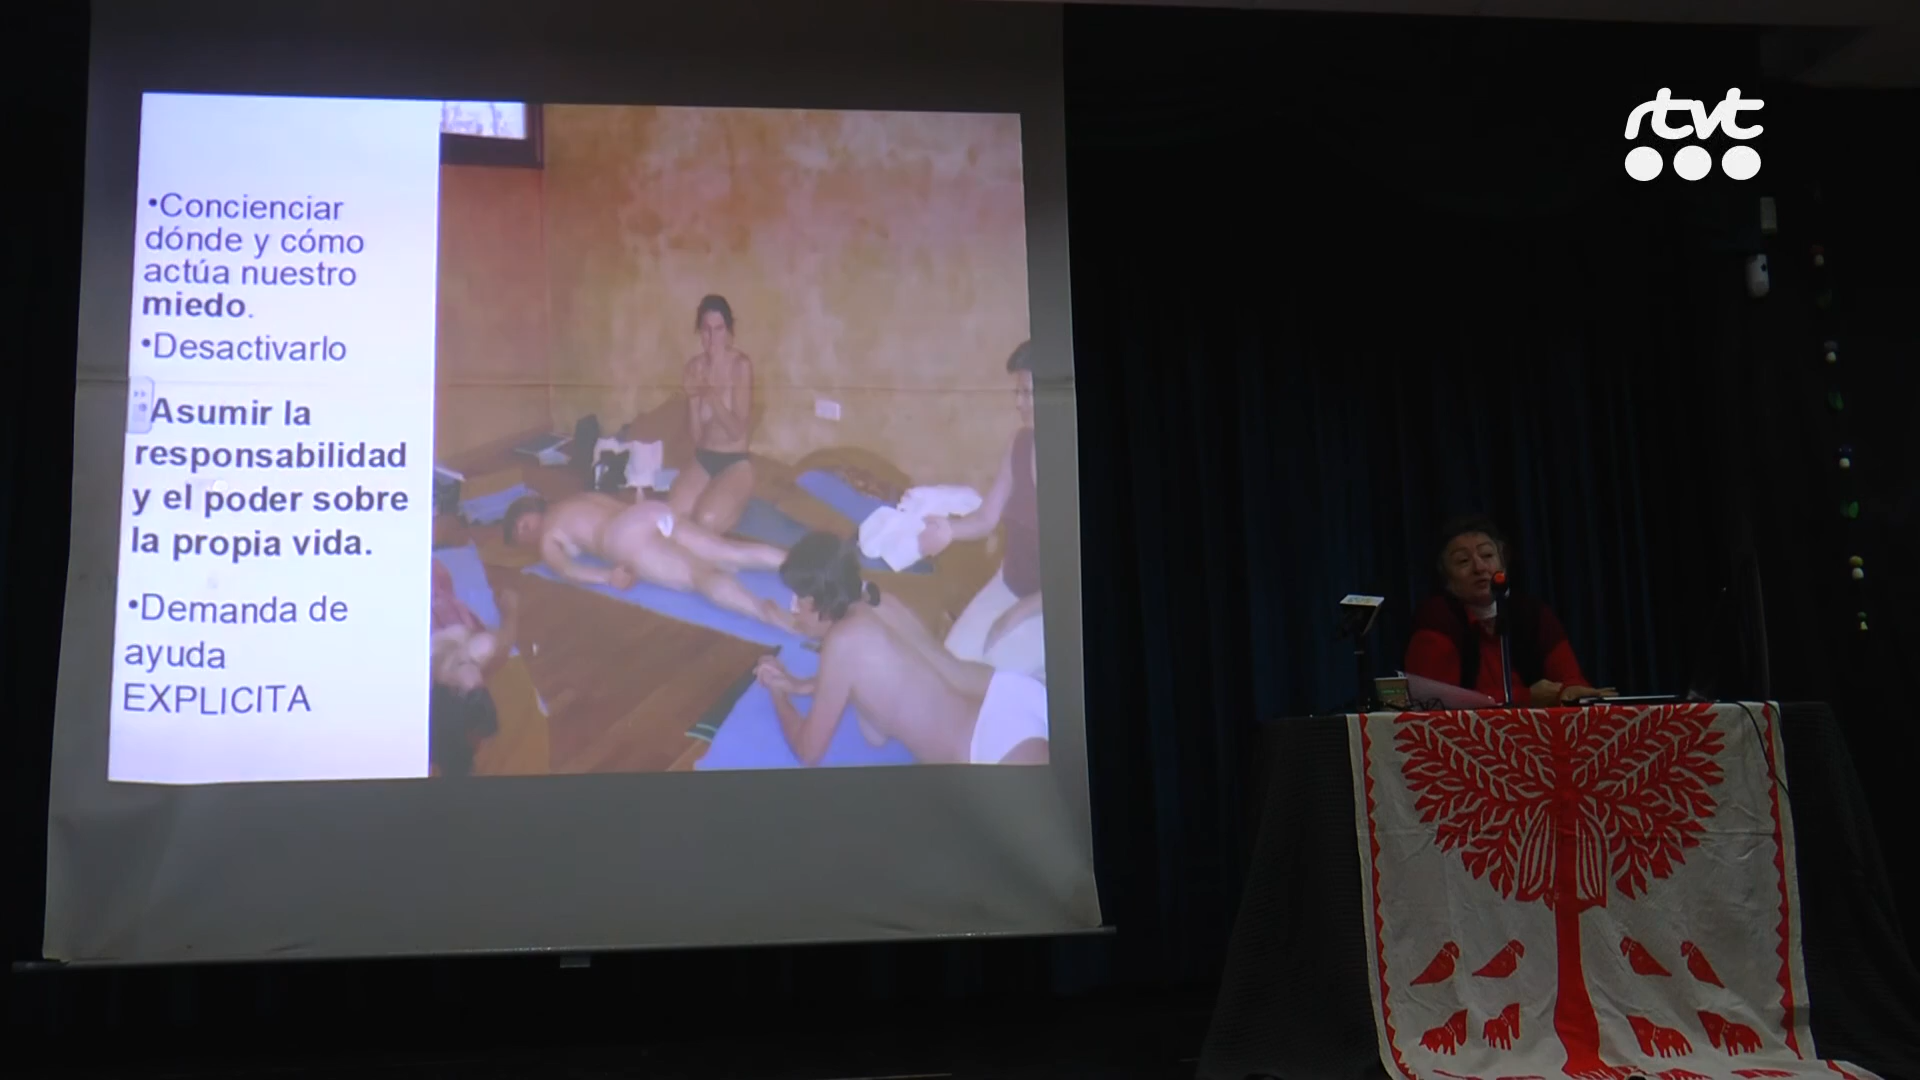 rtvt
•Concienciar
dónde y cómo
actúa nuestro
miedo.
•Desactivarlo
•Asumir la
responsabilidad
y el poder sobre
la propia vida.
•Demanda de
ayuda
EXPLICITA